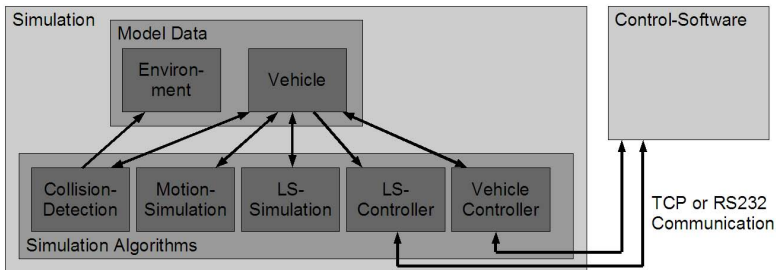 Simulation
Model Data
Environ-
ment
Vehicle
Control-Software
Collision-
Detection
Motion-
Simulation
LS-
Simulation
LS-
Controller
Vehicle
Controller
Simulation Algorithms
TCP or RS232
Communication